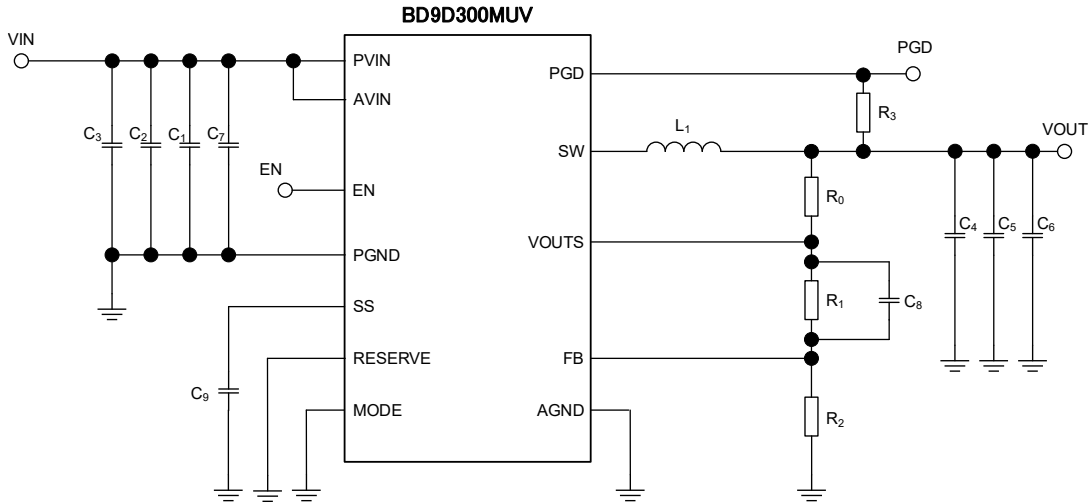 BD9D300MUV
VIN
PVIN
AVIN
EN
EN
PGND
SS
RESERVE
MODE
PGD
SW
VOUTS
FB
AGND
PGD
VOUT
C₃
C₂
C₁
C₇
C₉
L₁
R₃
R₀
R₁
C₈
R₂
C₄
C₅
C₆